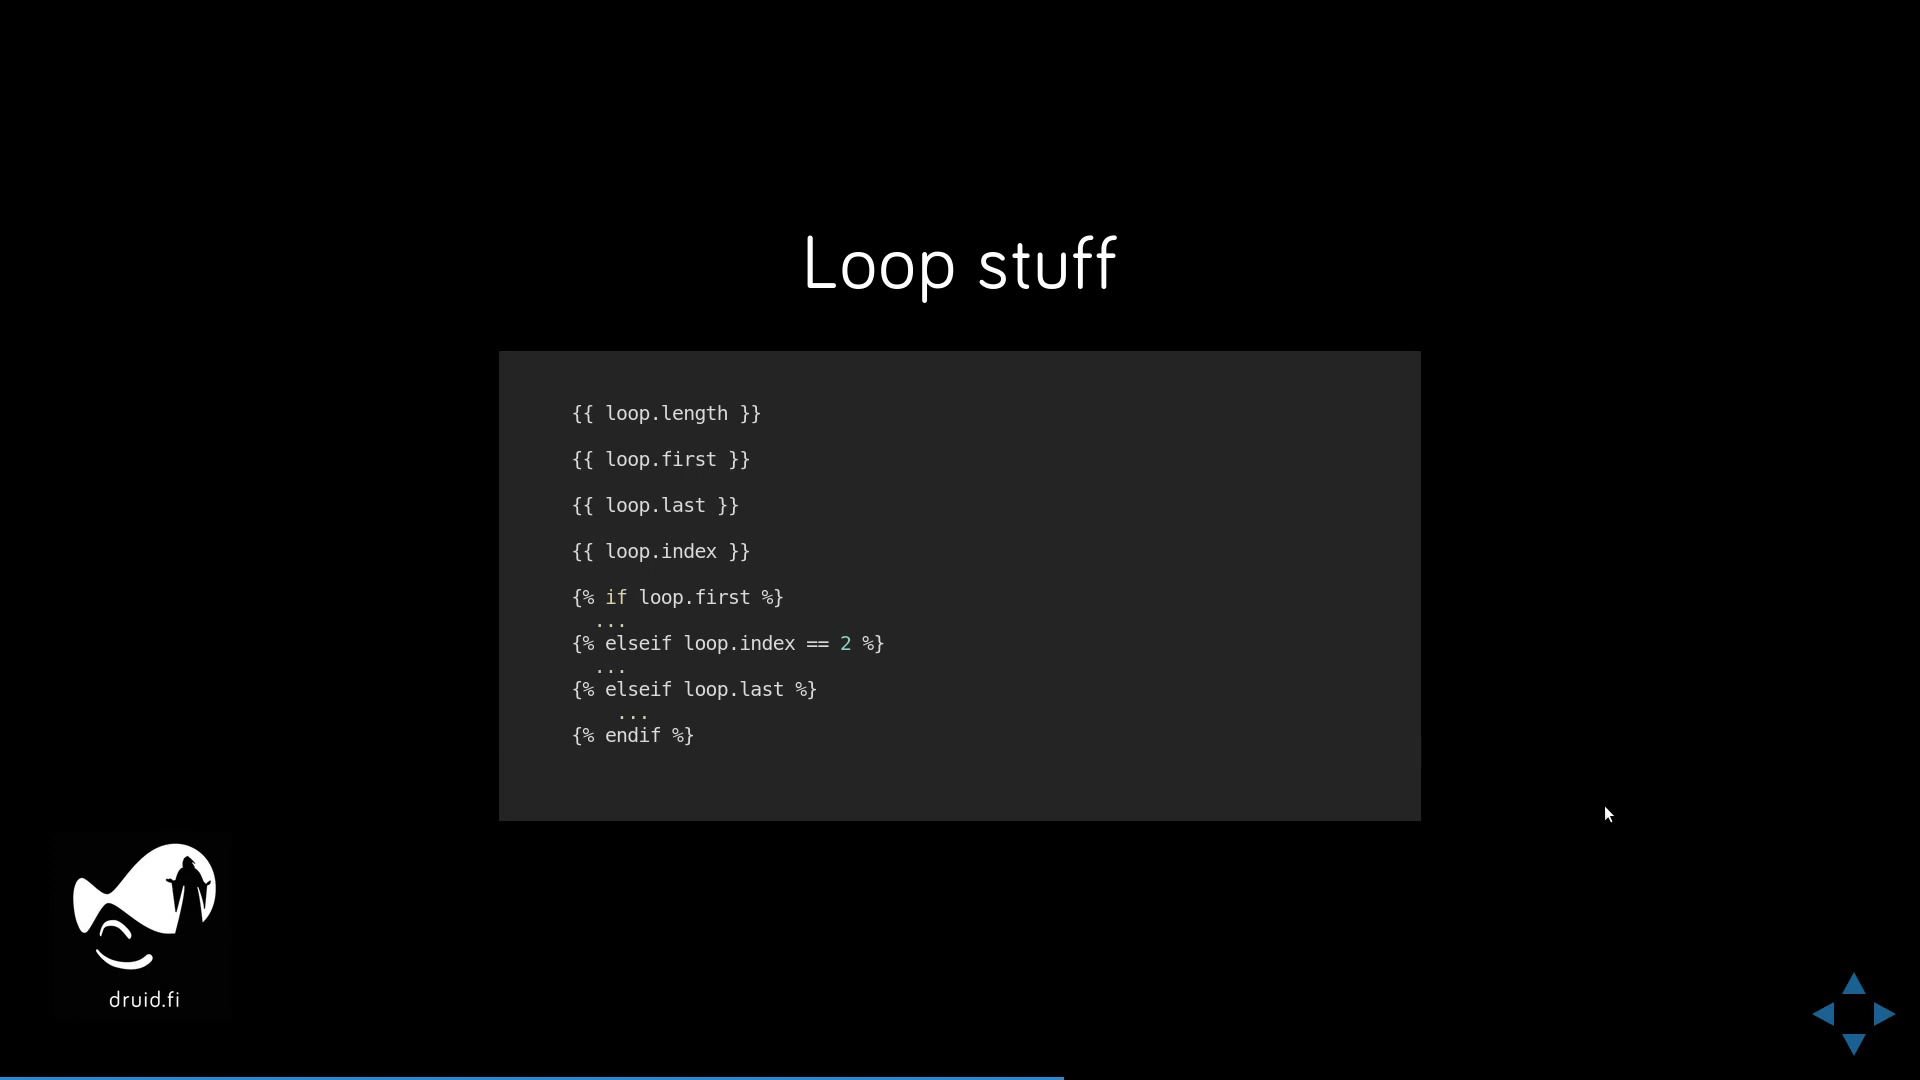 Loop stuff
{{ loop.length }}
{{ loop.first }}
{{ loop.last }}
{{ loop.index }}
{% if loop.first %}
...
{% elseif loop.index == 2 %}
...
{% elseif loop.last %}
...
{% endif %}
druid.fi